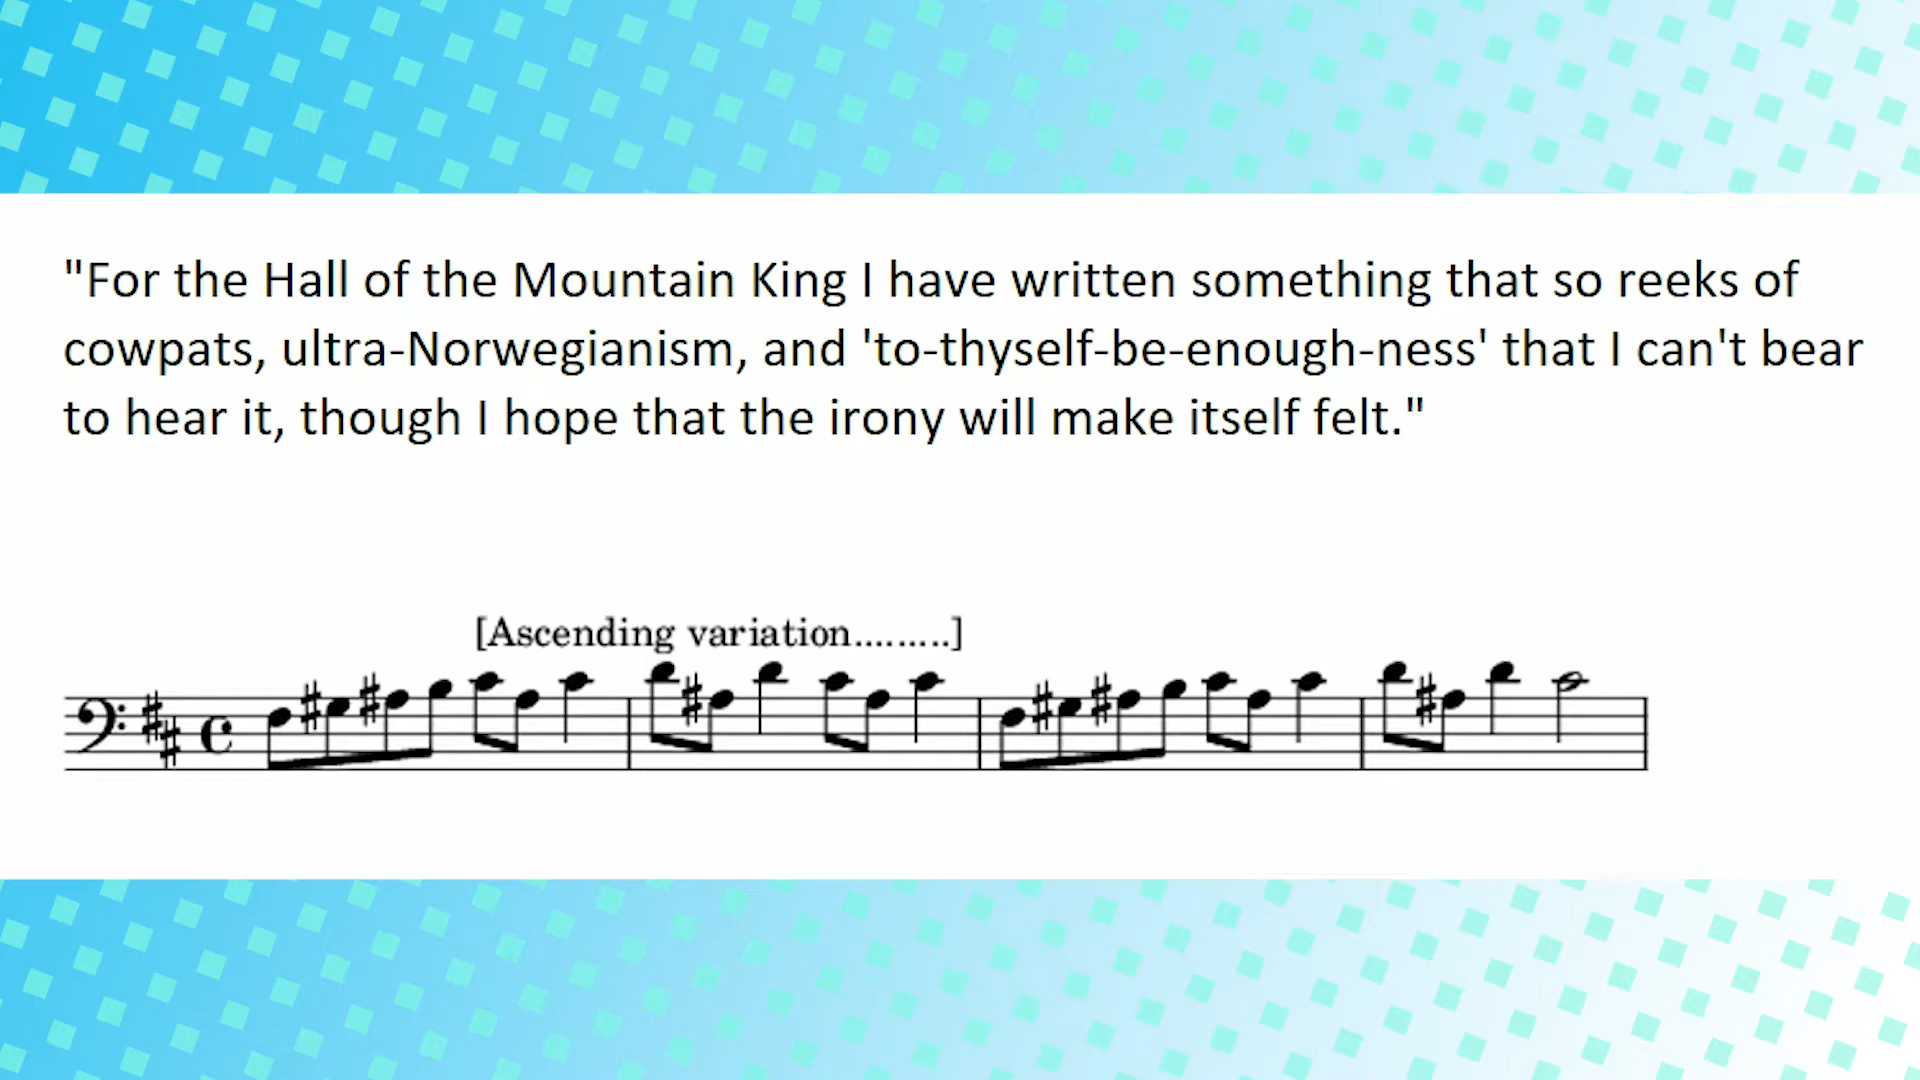 "For the Hall of the Mountain King I have written something that so reeks of
cowpats, ultra-Norwegianism, and 'to-thyself-be-enough-ness' that I can't bear
to hear it, though I hope that the irony will make itself felt."
[Ascending variation.........]